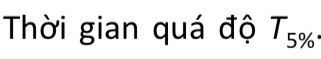 Thời gian quá độ T5%.